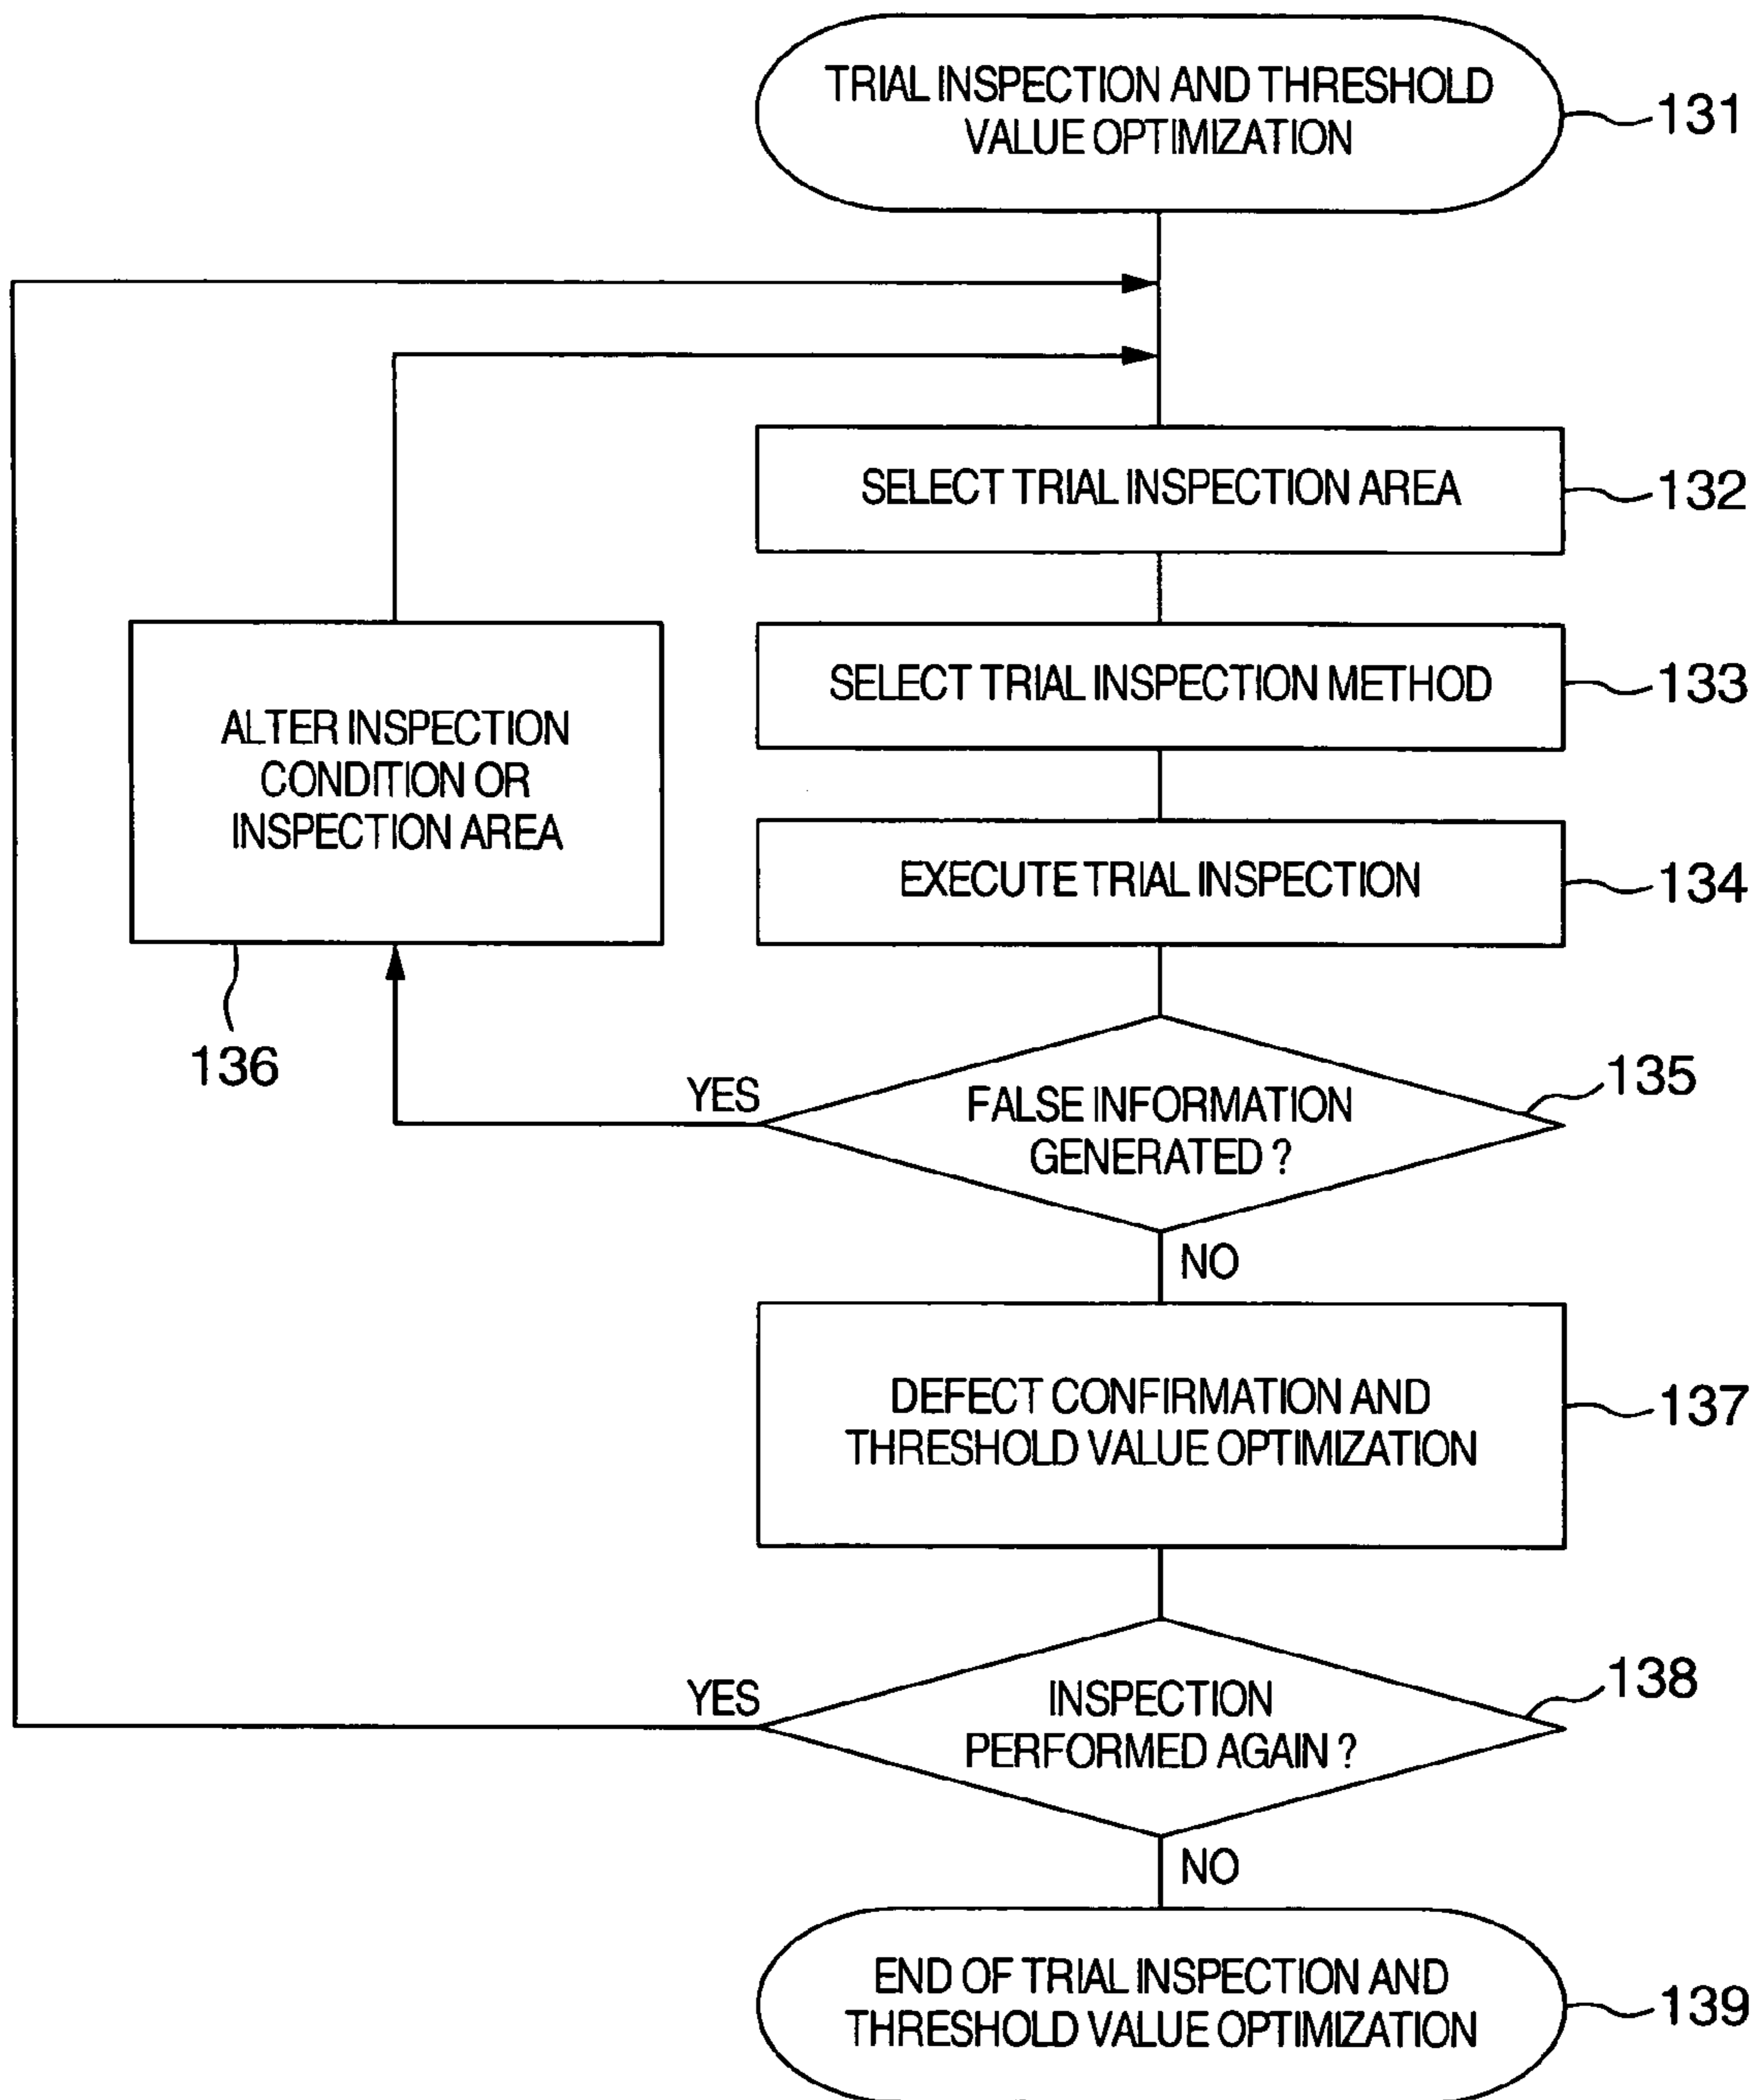 TRIAL INSPECTION AND THRESHOLD
VALUE OPTIMIZATION
131
SELECT TRIAL INSPECTION AREA
132
SELECT TRIAL INSPECTION METHOD
133
ALTER INSPECTION
CONDITION OR
INSPECTION AREA
136
EXECUTE TRIAL INSPECTION
134
FALSE INFORMATION
GENERATED ?
135
YES
NO
DEFECT CONFIRMATION AND
THRESHOLD VALUE OPTIMIZATION
137
INSPECTION
PERFORMED AGAIN ?
138
YES
NO
END OF TRIAL INSPECTION AND
THRESHOLD VALUE OPTIMIZATION
139